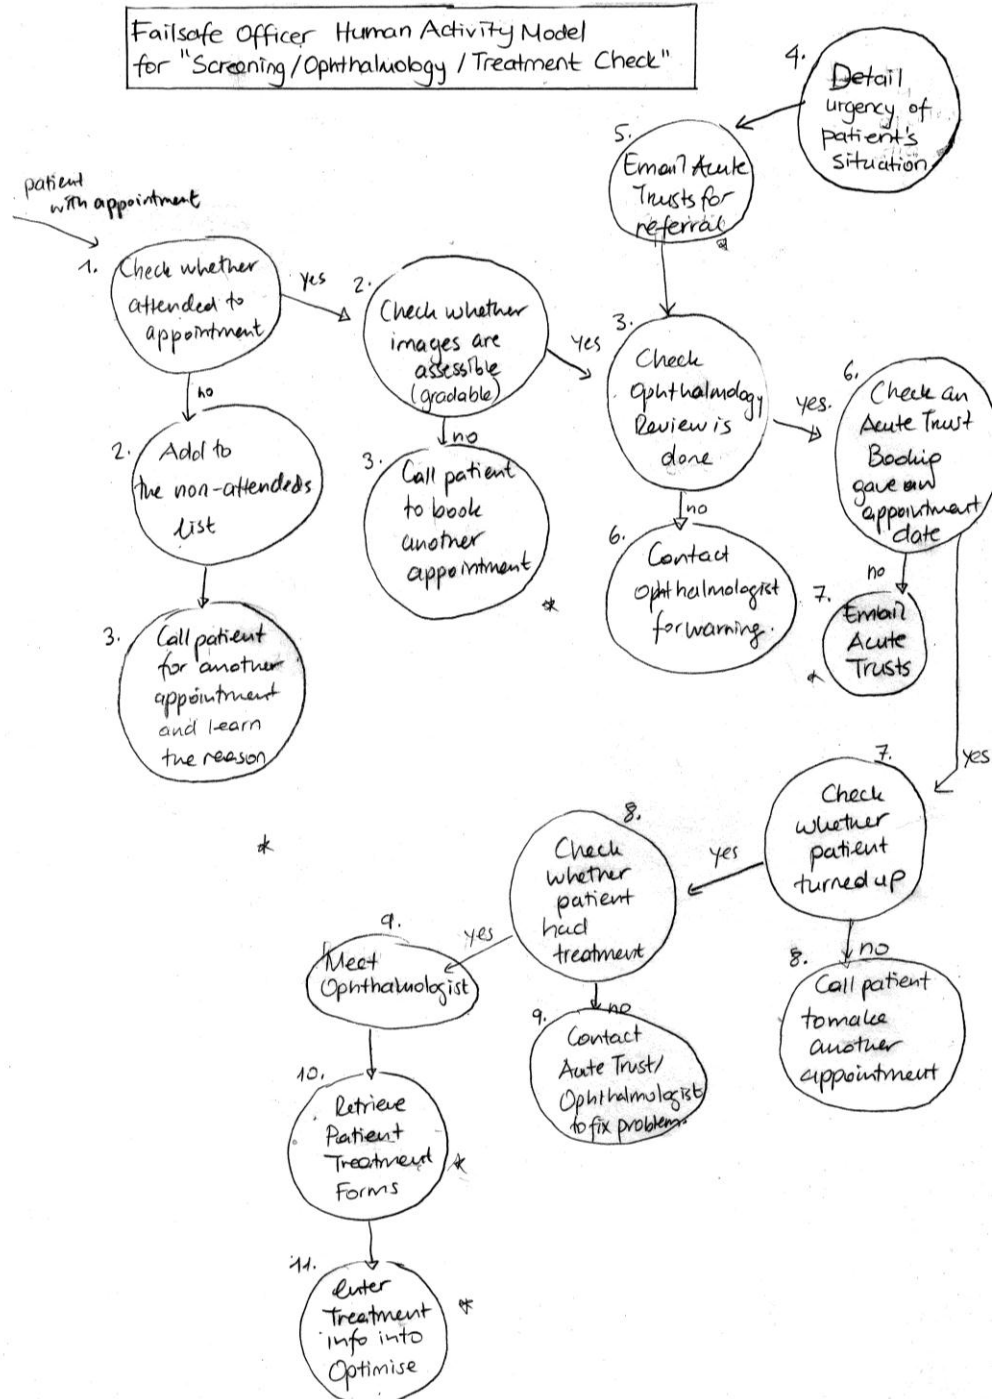 Failsafe Officer Human Activity Model
for "Screening/Ophthalmology/Treatment Check"
patient
with appointment
1.
Check whether
attended to
appointment
yes
no
2.
Add to
the non-attendeds
list
3.
Call patient
for another
appointment
and learn
the reason
*
2.
Check whether
images are
assessible
(gradable)
yes
no
3.
Call patient
to book
another
appointment
*
4.
Detail
urgency of
patient's
situation
5.
Email Acute
Trusts for
referral
*
3.
Check
Ophthalmology
Review is
done
yes.
no
6.
Contact
Ophthalmologist
for warning.
6.
Check an
Acute Trust
Bookip
gave an
appointment
date
no
7.
Email
Acute
Trusts
*
yes
7.
Check
whether
patient
turned up
yes
no
8.
Call patient
to make
another
appointment
8.
Check
whether
patient
had
treatment
yes
no
9.
Contact
Aute Trust/
Ophthalmologist
to fix problem.
9.
Meet
Ophthalmologist
10.
Retrieve
Patient
Treatment
Forms
*
11.
Enter
Treatment
info into
Optimise
*